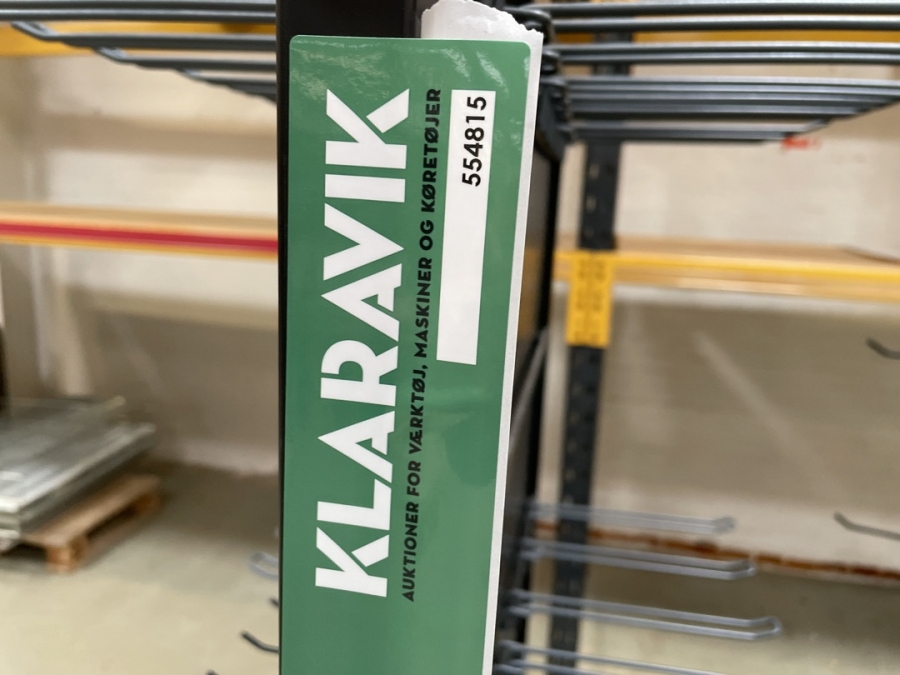 KLARAVIK
AUKTIONER FOR VÆRKTØJ, MASKINER OG KØRETØJER
554815